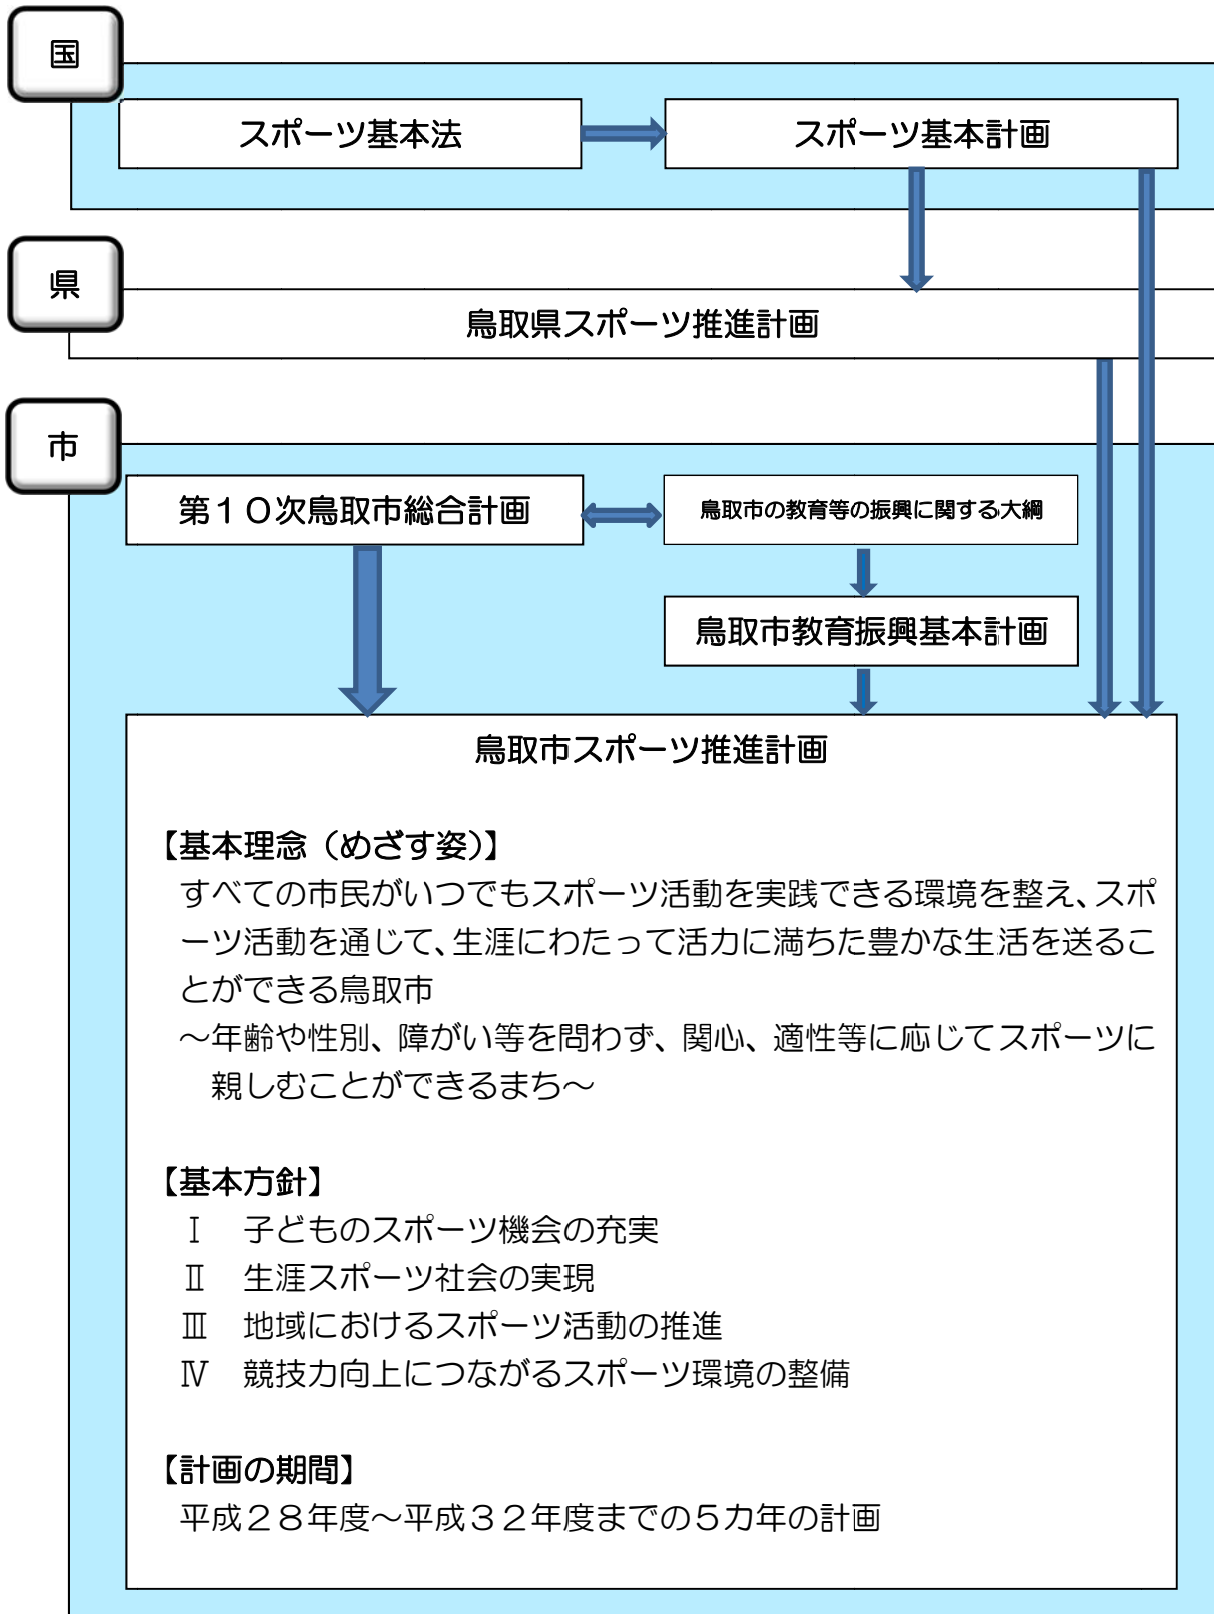 国
スポーツ基本法
スポーツ基本計画
県
鳥取県スポーツ推進計画
市
第１０次鳥取市総合計画
鳥取市の教育等の振興に関する大綱
鳥取市教育振興基本計画
鳥取市スポーツ推進計画
【基本理念（めざす姿）】
すべての市民がいつでもスポーツ活動を実践できる環境を整え、スポ
ーツ活動を通じて、生涯にわたって活力に満ちた豊かな生活を送るこ
とができる鳥取市
～年齢や性別、障がい等を問わず、関心、適性等に応じてスポーツに
親しむことができるまち～
【基本方針】
Ⅰ　子どものスポーツ機会の充実
Ⅱ　生涯スポーツ社会の実現
Ⅲ　地域におけるスポーツ活動の推進
Ⅳ　競技力向上につながるスポーツ環境の整備
【計画の期間】
平成２８年度～平成３２年度までの５カ年の計画